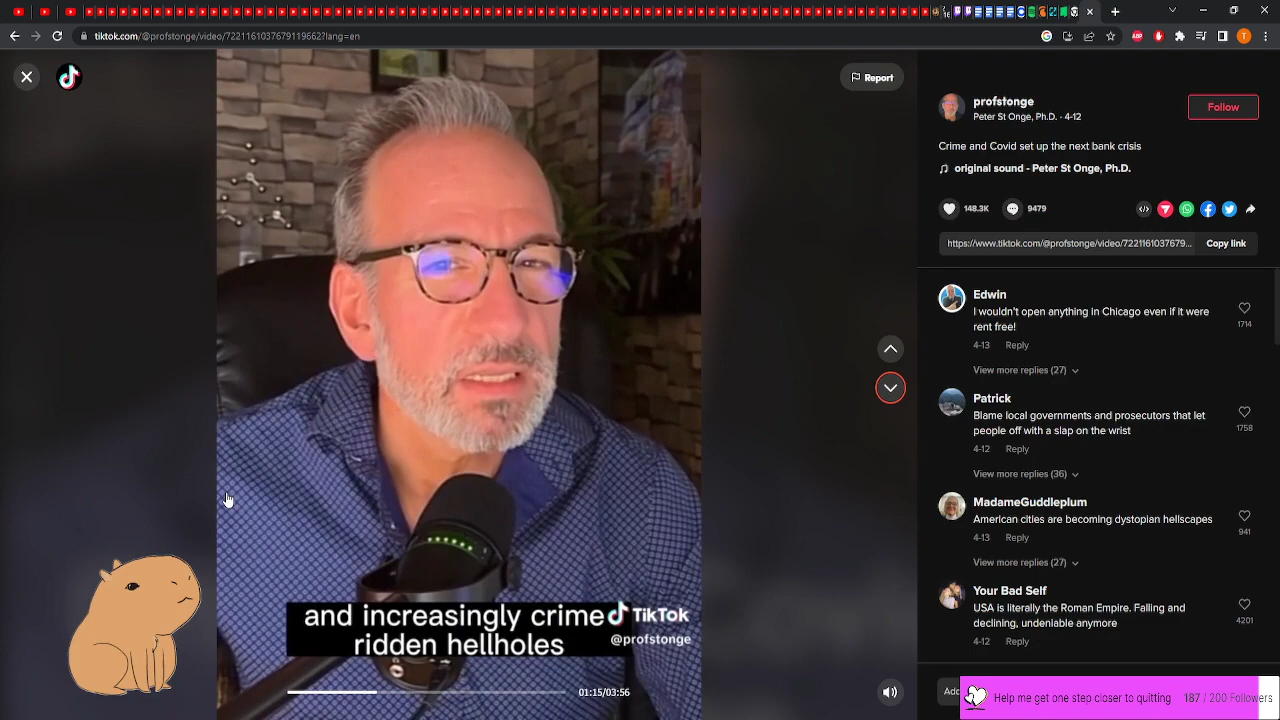 tiktok.com/@profstonge/video/7221161037679119662?lang=en
Report
profstonge
Peter St Onge, Ph.D. · 4-12
Follow
Crime and Covid set up the next bank crisis
original sound - Peter St Onge, Ph.D.
148.3K
9479
https://www.tiktok.com/@profstonge/video/7221161037679...
Copy link
Edwin
I wouldn't open anything in Chicago even if it were
rent free!
4-13 Reply
1714
View more replies (27)
Patrick
Blame local governments and prosecutors that let
people off with a slap on the wrist
4-12 Reply
1758
View more replies (36)
MadameGuddleplum
American cities are becoming dystoplan hellscapes
4-13 Reply
941
View more replies (27)
Your Bad Self
USA is literally the Roman Empire. Falling and
declining, undeniable anymore
4-12 Reply
4201
and increasingly crime
ridden hellholes
TikTok
@profstonge
01:15/03:56
Add
Help me get one step closer to quitting 187 / 200 Followers